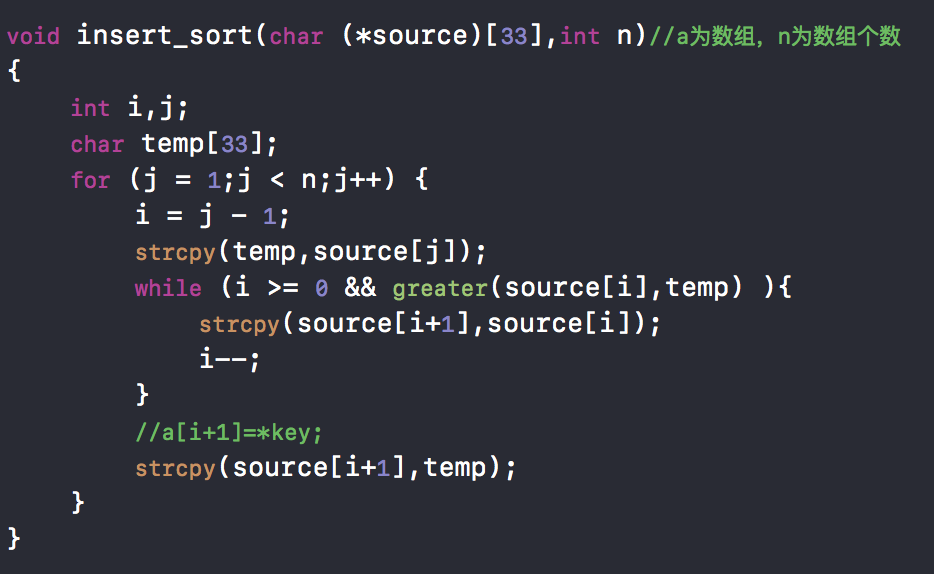 void insert_sort(char (*source)[33],int n)//a为数组，n为数组个数
{
    int i,j;
    char temp[33];
    for (j = 1;j < n;j++) {
        i = j - 1;
        strcpy(temp,source[j]);
        while (i >= 0 && greater(source[i],temp) ){
            strcpy(source[i+1],source[i]);
            i--;
        }
        //a[i+1]=*key;
        strcpy(source[i+1],temp);
    }
}